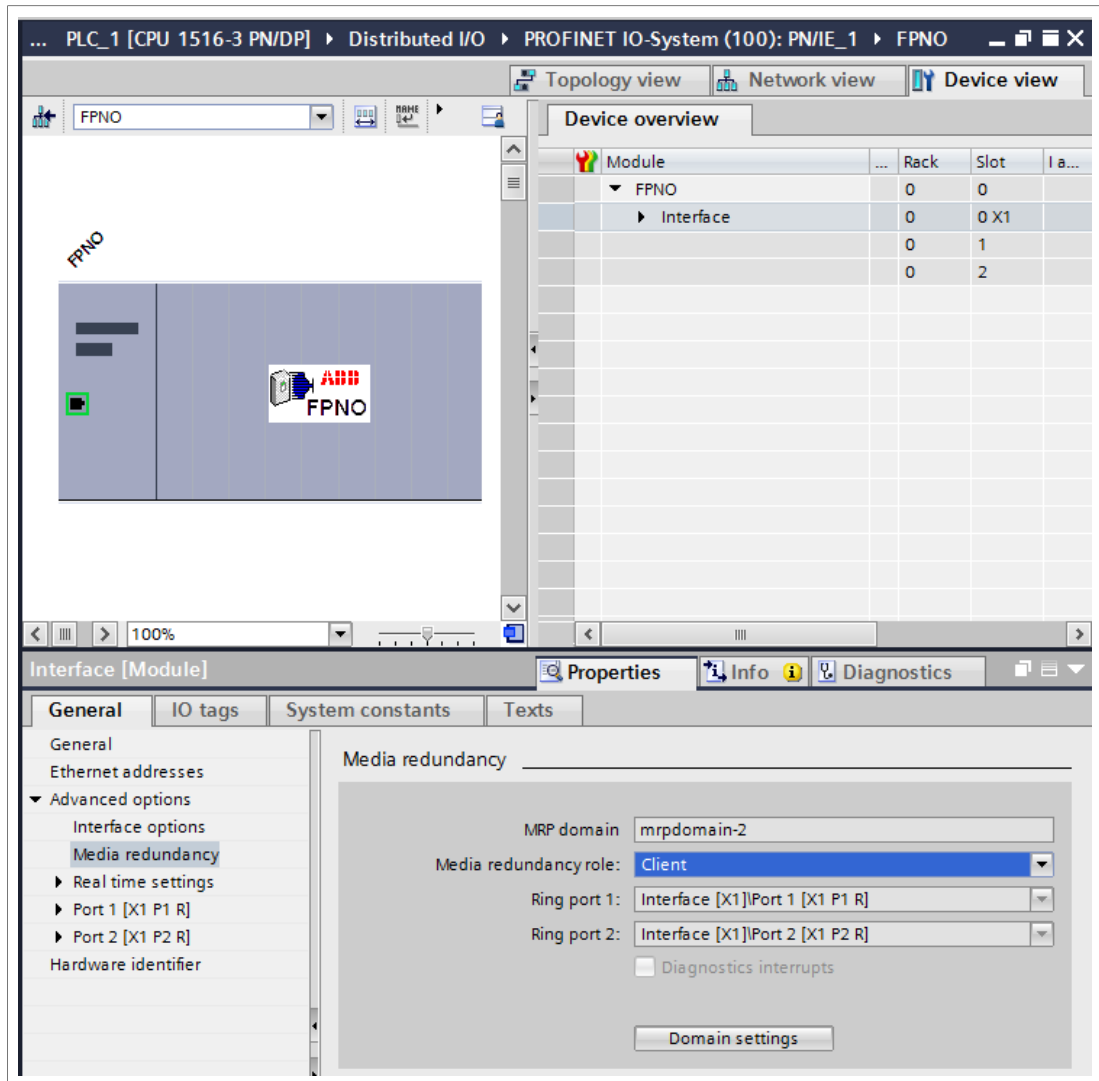 ... PLC_1 [CPU 1516-3 PN/DP] Distributed I/O PROFINET IO-System (100): PN/IE_1 FPNO
Topology view Network view Device view
FPNO NAME
Device overview
Module ... Rack Slot I a...
FPNO 0 0
Interface 0 0 X1
0 1
0 2
FPNO
ABB
FPNO
100%
Interface [Module]
Properties Info Diagnostics
General IO tags System constants Texts
General
Ethernet addresses
Advanced options
Interface options
Media redundancy
Real time settings
Port 1 [X1 P1 R]
Port 2 [X1 P2 R]
Hardware identifier
Media redundancy
MRP domain mrpdomain-2
Media redundancy role: Client
Ring port 1: Interface [X1]\Port 1 [X1 P1 R]
Ring port 2: Interface [X1]\Port 2 [X1 P2 R]
Diagnostics interrupts
Domain settings